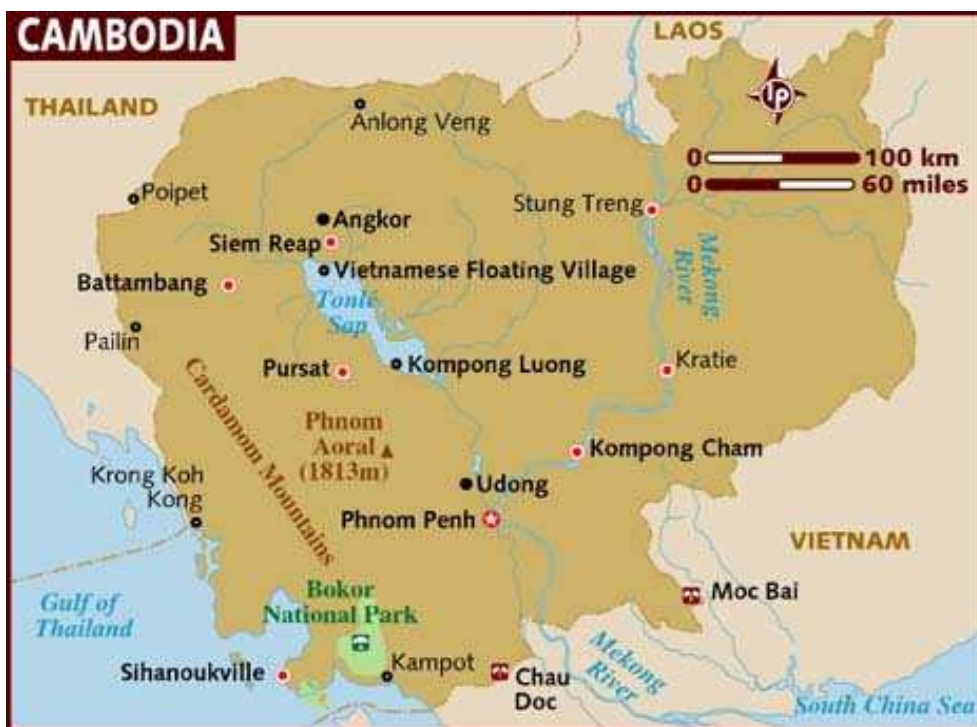 CAMBODIA
LAOS
THAILAND
lp
Anlong Veng
0 100 km
0 60 miles
Poipet
Stung Treng
Angkor
Siem Reap
Mekong
River
Vietnamese Floating Village
Battambang
Tonlé
Sap
Pailin
Pursat
Kompong Luong
Kratie
Cardamom Mountains
Phnom
Aoral
(1813m)
Kompong Cham
Krong Koh
Kong
Udong
Phnom Penh
VIETNAM
Bokor
National Park
Moc Bai
Gulf of
Thailand
Sihanoukville
Kampot
Chau
Doc
Mekong
River
South China Sea